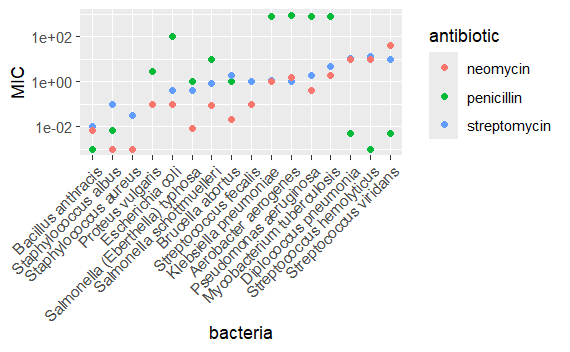 MIC
1e+02
1e+00
1e-02
Bacillus anthracis
Staphylococcus albus
Staphylococcus aureus
Proteus vulgaris
Escherichia coli
Salmonella (Eberthella) typhosa
Salmonella schottmuelleri
Brucella abortus
Streptococcus fecalis
Klebsiella pneumoniae
Aerobacter aerogenes
Pseudomonas aeruginosa
Mycobacterium tuberculosis
Diplococcus pneumonia
Streptococcus hemolyticus
Streptococcus viridans
bacteria
antibiotic
neomycin
penicillin
streptomycin